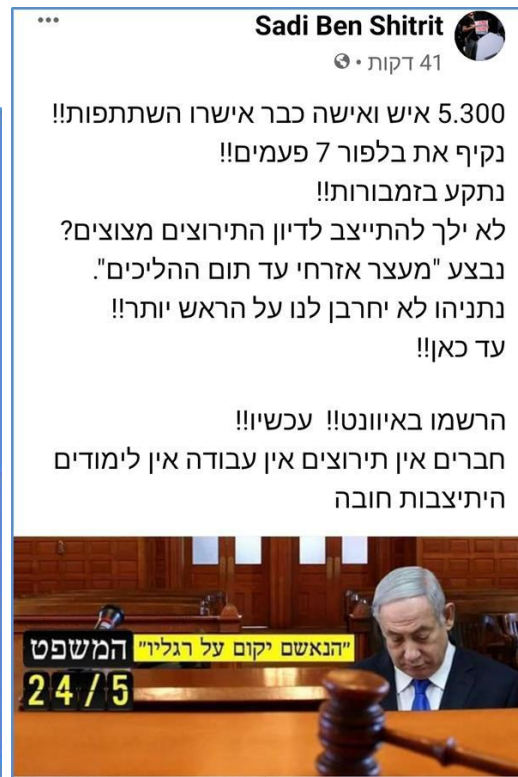 Sadi Ben Shitrit
41 דקות ·
5.300 איש ואישה כבר אישרו השתתפות!!
נקיף את בלפור 7 פעמים!!
נתקע בזמבורות!!
לא ילך להתייצב לדיון התירוצים מצוצים?
נבצע "מעצר אזרחי עד תום ההליכים".
נתניהו לא יחרבן לנו על הראש יותר!!
עד כאן!!
הרשמו באיוונט!! עכשיו!!
חברים אין תירוצים אין עבודה אין לימודים
היתיצבות חובה
המשפט "הנאשם יקום על רגליו"
24/5